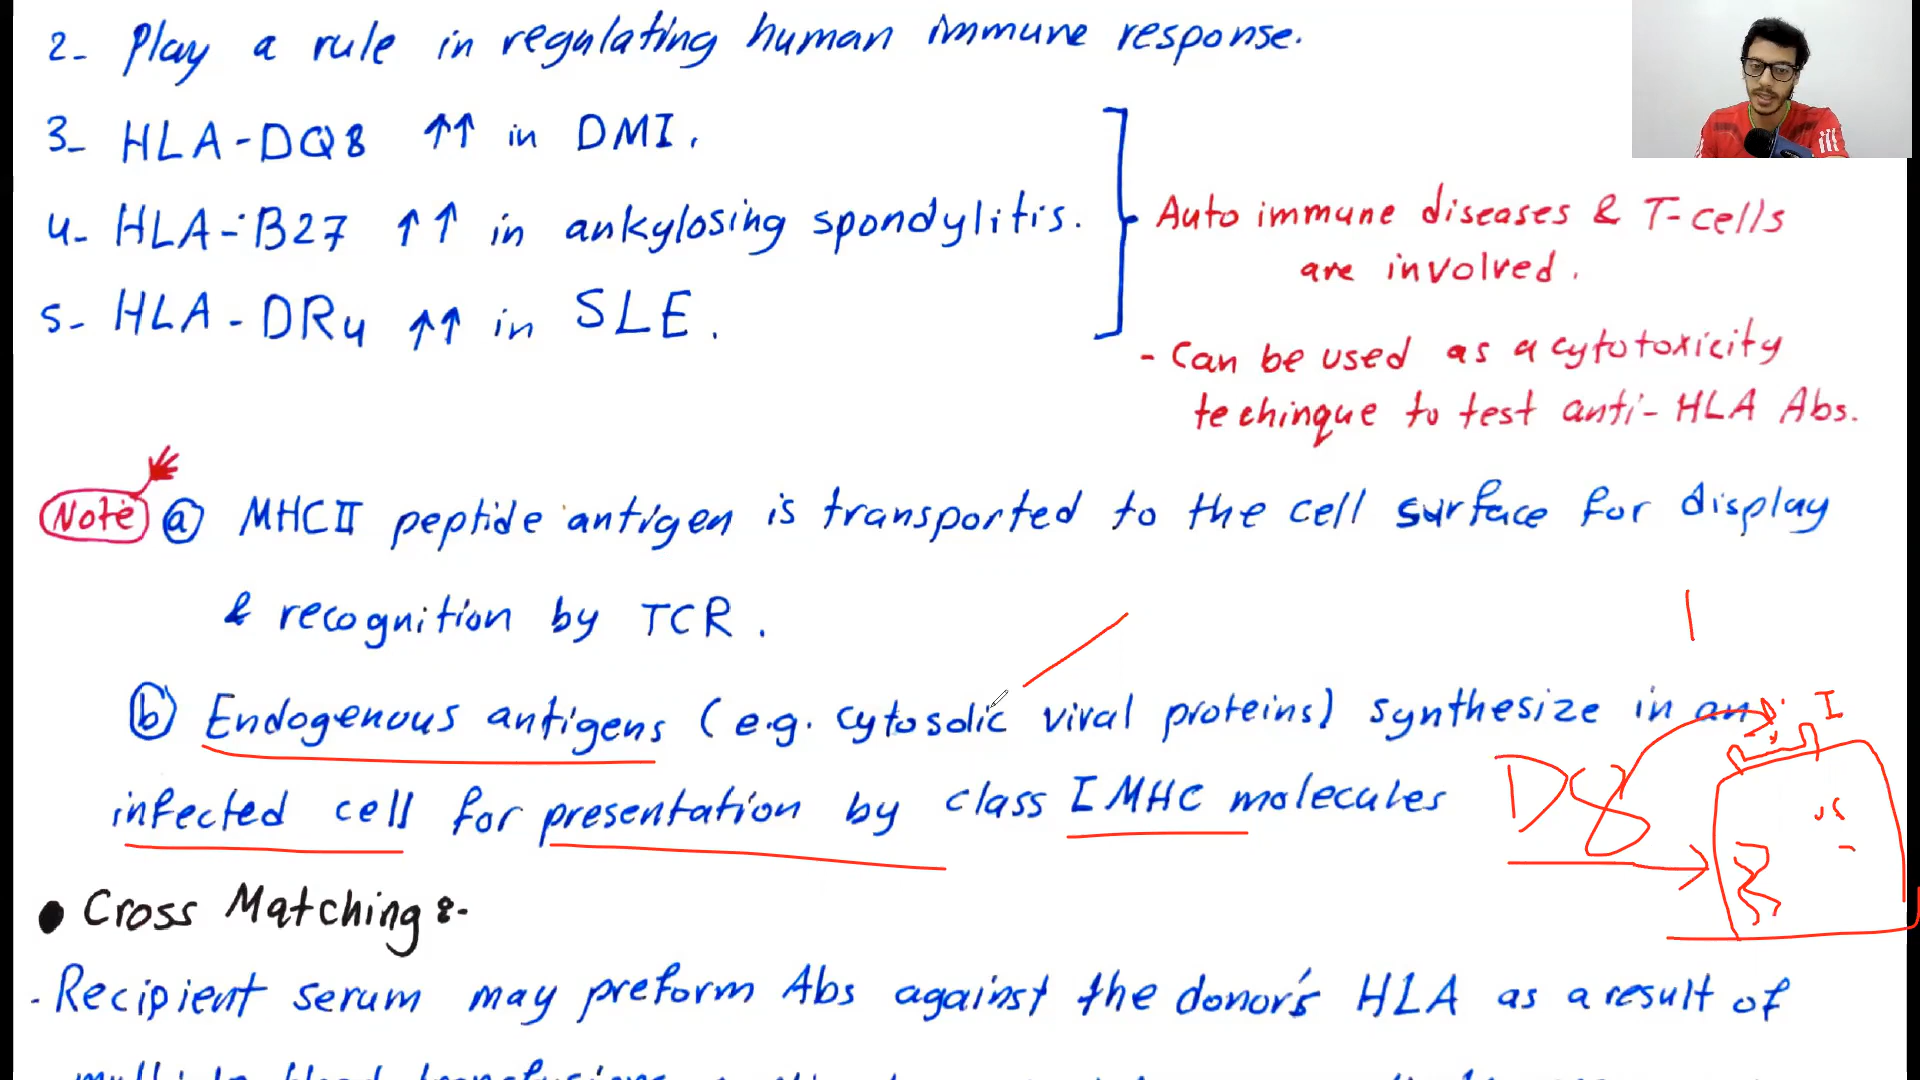 2- Play a rule in regulating human immune response.
3- HLA-DQ8 ↑↑ in DMI.
4- HLA-B27 ↑↑ in ankylosing spondylitis.
5- HLA-DR4 ↑↑ in SLE.
Auto immune diseases & T-cells
are involved.
- Can be used as a cytotoxicity
techinque to test anti-HLA Abs.
Note a MHC II peptide antigen is transported to the cell surface for display
& recognition by TCR.
b Endogenous antigens (e.g. cytosolic viral proteins) synthesize in an
infected cell for presentation by class I MHC molecules
I
D8
● Cross Matching:-
- Recipient serum may preform Abs against the donor's HLA as a result of